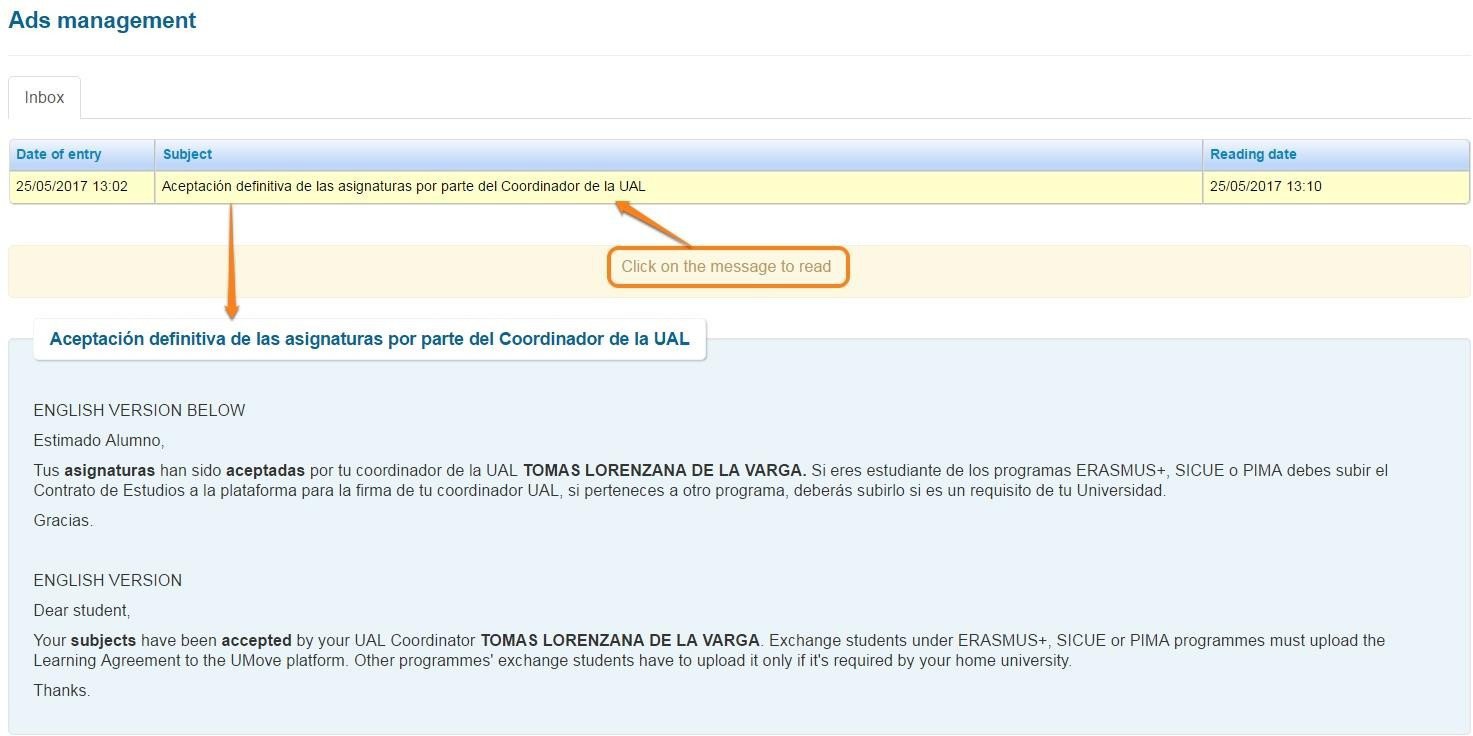 Ads management
Inbox
Date of entry Subject Reading date
25/05/2017 13:02 Aceptación definitiva de las asignaturas por parte del Coordinador de la UAL 25/05/2017 13:10
Click on the message to read
Aceptación definitiva de las asignaturas por parte del Coordinador de la UAL
ENGLISH VERSION BELOW
Estimado Alumno,
Tus asignaturas han sido aceptadas por tu coordinador de la UAL TOMAS LORENZANA DE LA VARGA. Si eres estudiante de los programas ERASMUS+, SICUE o PIMA debes subir el
Contrato de Estudios a la plataforma para la firma de tu coordinador UAL, si perteneces a otro programa, deberás subirlo si es un requisito de tu Universidad.
Gracias.
ENGLISH VERSION
Dear student,
Your subjects have been accepted by your UAL Coordinator TOMAS LORENZANA DE LA VARGA. Exchange students under ERASMUS+, SICUE or PIMA programmes must upload the
Learning Agreement to the UMove platform. Other programmes' exchange students have to upload it only if it's required by your home university.
Thanks.